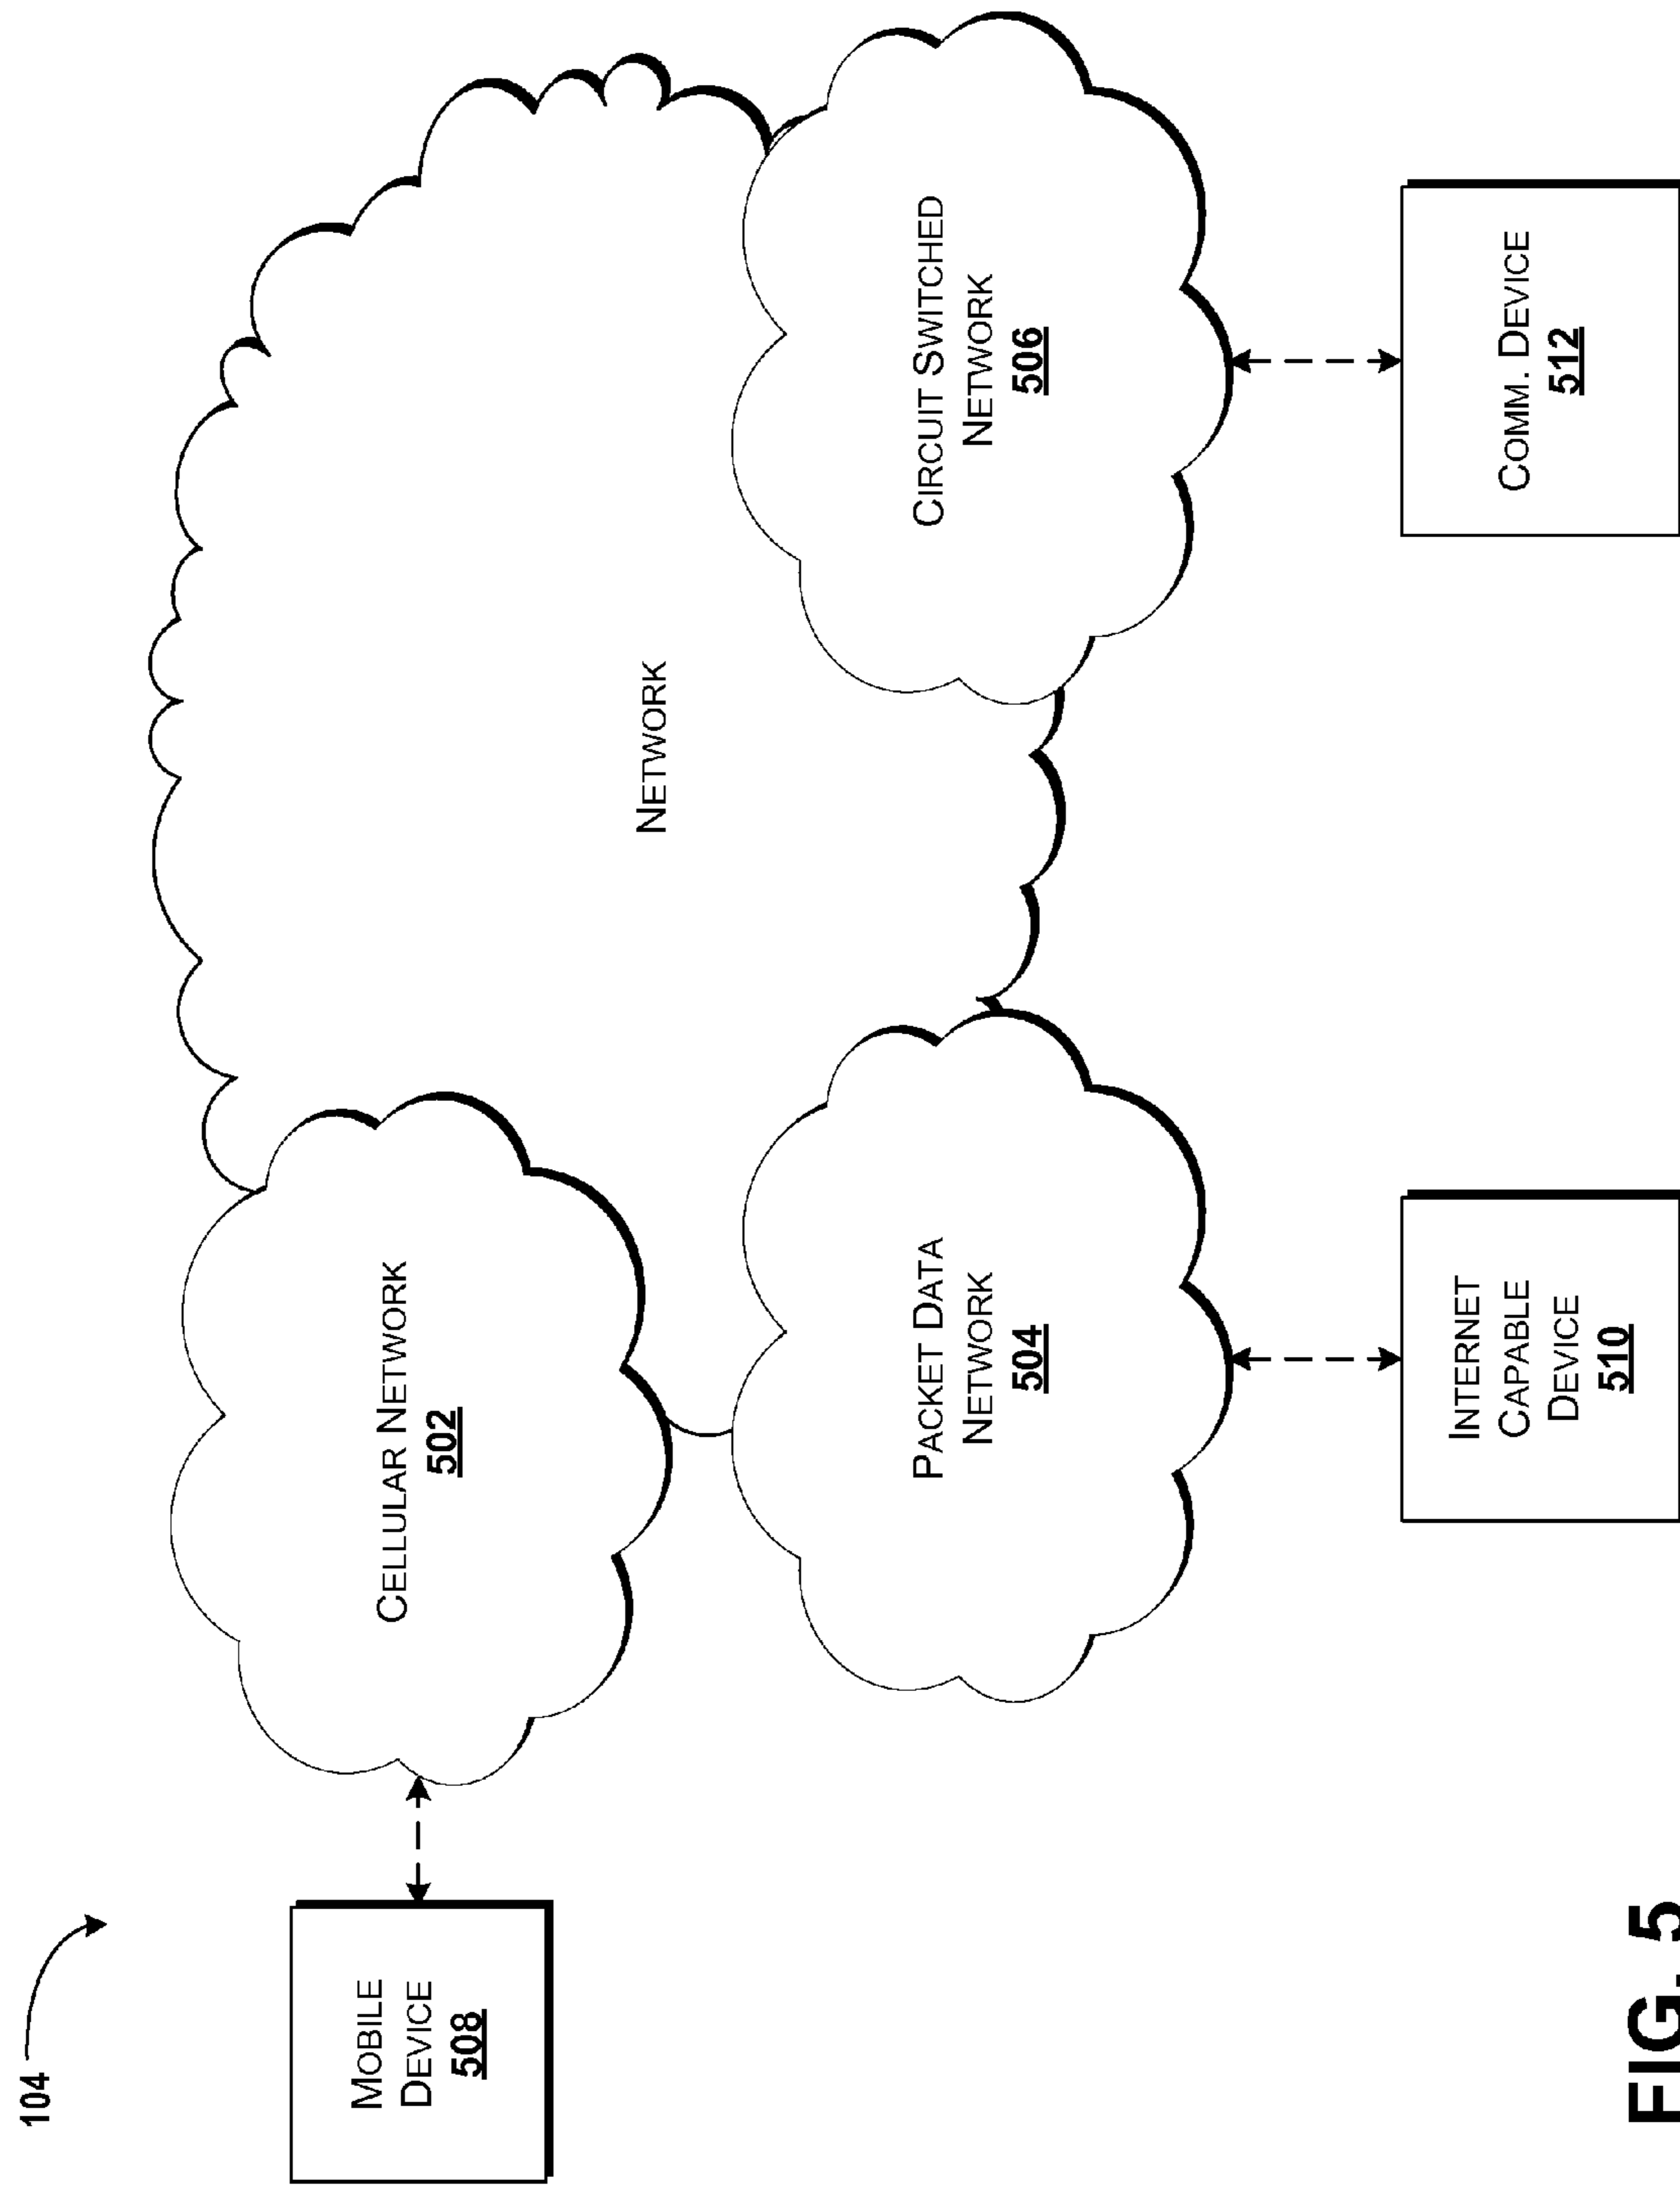 104
MOBILE
DEVICE
508
CELLULAR NETWORK
502
NETWORK
PACKET DATA
NETWORK
504
CIRCUIT SWITCHED
NETWORK
506
INTERNET
CAPABLE
DEVICE
510
COMM. DEVICE
512
FIG. 5